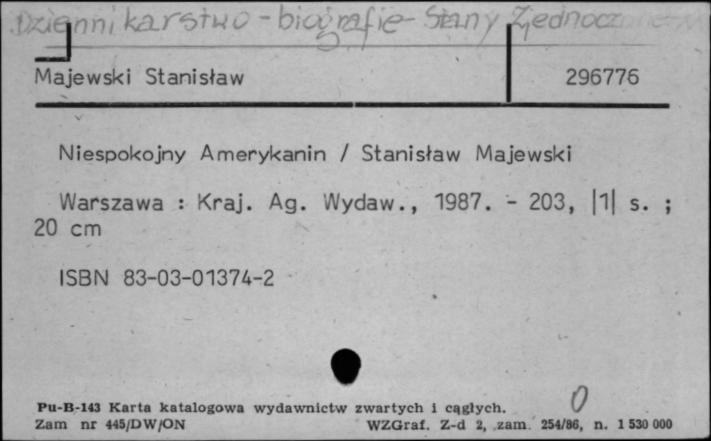 Dziennikarstwo - biografie - Stany Zjednoczone
Majewski Stanisław 296776
Niespokojny Amerykanin / Stanisław Majewski
Warszawa : Kraj. Ag. Wydaw., 1987. - 203, |1| s. ;
20 cm
ISBN 83-03-01374-2
0
Pu-B-143 Karta katalogowa wydawnictw zwartych i ciągłych.
Zam nr 445/DW/ON WZGraf. Z-d 2, zam. 254/86, n. 1 530 000